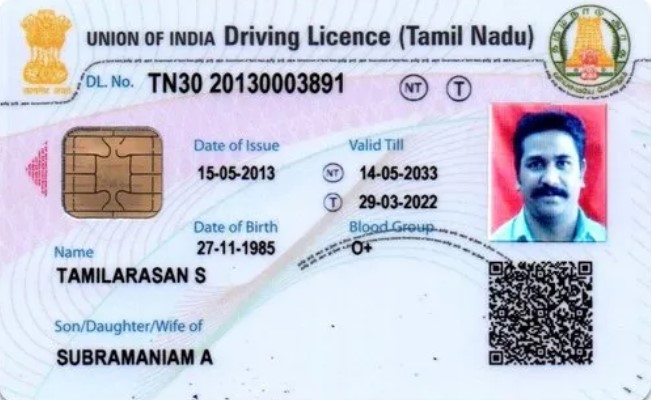 UNION OF INDIA Driving Licence (Tamil Nadu)
DL. No. TN30 20130003891 NT T
Date of Issue Valid Till
15-05-2013 NT 14-05-2033
T 29-03-2022
Date of Birth Blood Group
27-11-1985 O+
Name
TAMILARASAN S
Son/Daughter/Wife of
SUBRAMANIAM A